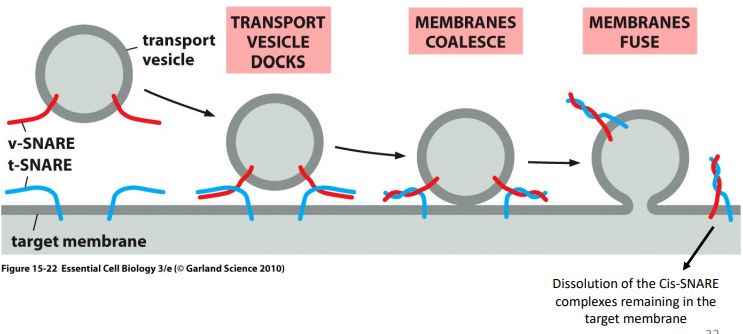 TRANSPORT
VESICLE
DOCKS
MEMBRANES
COALESCE
MEMBRANES
FUSE
transport
vesicle
v-SNARE
t-SNARE
target membrane
Figure 15-22 Essential Cell Biology 3/e (© Garland Science 2010)
Dissolution of the Cis-SNARE
complexes remaining in the
target membrane